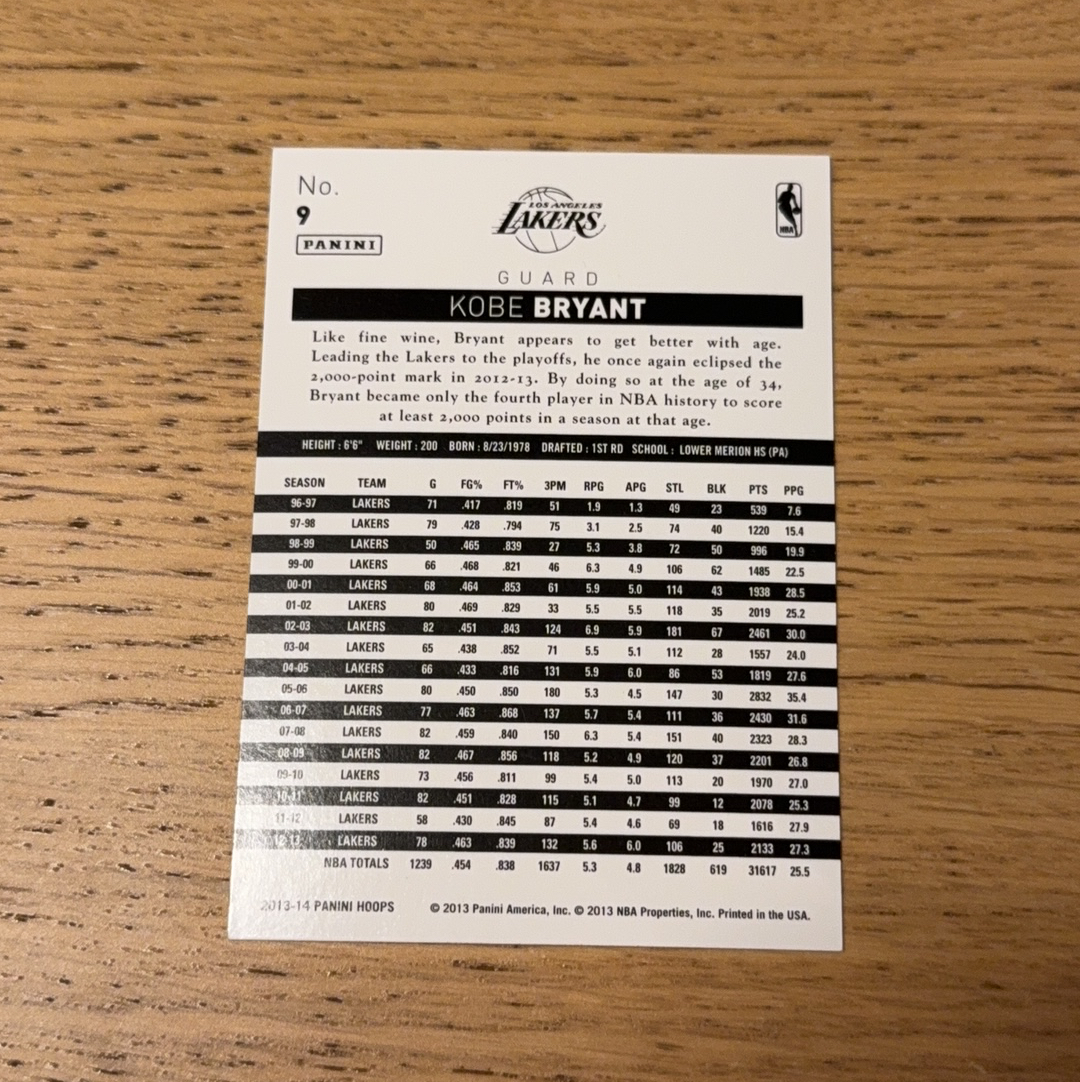 No.
9
PANINI
LOS ANGELES
LAKERS
NBA
GUARD
KOBE BRYANT
Like fine wine, Bryant appears to get better with age.
Leading the Lakers to the playoffs, he once again eclipsed the
2,000-point mark in 2012-13. By doing so at the age of 34,
Bryant became only the fourth player in NBA history to score
at least 2,000 points in a season at that age.
HEIGHT : 6'6" WEIGHT : 200 BORN : 8/23/1978 DRAFTED : 1ST RD SCHOOL : LOWER MERION HS (PA)
SEASON TEAM G FG% FT% 3PM RPG APG STL BLK PTS PPG
96-97 LAKERS 71 .417 .819 51 1.9 1.3 49 23 539 7.6
97-98 LAKERS 79 .428 .794 75 3.1 2.5 74 40 1220 15.4
98-99 LAKERS 50 .465 .839 27 5.3 3.8 72 50 996 19.9
99-00 LAKERS 66 .468 .821 46 6.3 4.9 106 62 1485 22.5
00-01 LAKERS 68 .464 .853 61 5.9 5.0 114 43 1938 28.5
01-02 LAKERS 80 .469 .829 33 5.5 5.5 118 35 2019 25.2
02-03 LAKERS 82 .451 .843 124 6.9 5.9 181 67 2461 30.0
03-04 LAKERS 65 .438 .852 71 5.5 5.1 112 28 1557 24.0
04-05 LAKERS 66 .433 .816 131 5.9 6.0 86 53 1819 27.6
05-06 LAKERS 80 .450 .850 180 5.3 4.5 147 30 2832 35.4
06-07 LAKERS 77 .463 .868 137 5.7 5.4 111 36 2430 31.6
07-08 LAKERS 82 .459 .840 150 6.3 5.4 151 40 2323 28.3
08-09 LAKERS 82 .467 .856 118 5.2 4.9 120 37 2201 26.8
09-10 LAKERS 73 .456 .811 99 5.4 5.0 113 20 1970 27.0
10-11 LAKERS 82 .451 .828 115 5.1 4.7 99 12 2078 25.3
11-12 LAKERS 58 .430 .845 87 5.4 4.6 69 18 1616 27.9
12-13 LAKERS 78 .463 .839 132 5.6 6.0 106 25 2133 27.3
NBA TOTALS 1239 .454 .838 1637 5.3 4.8 1828 619 31617 25.5
2013-14 PANINI HOOPS © 2013 Panini America, Inc. © 2013 NBA Properties, Inc. Printed in the USA.